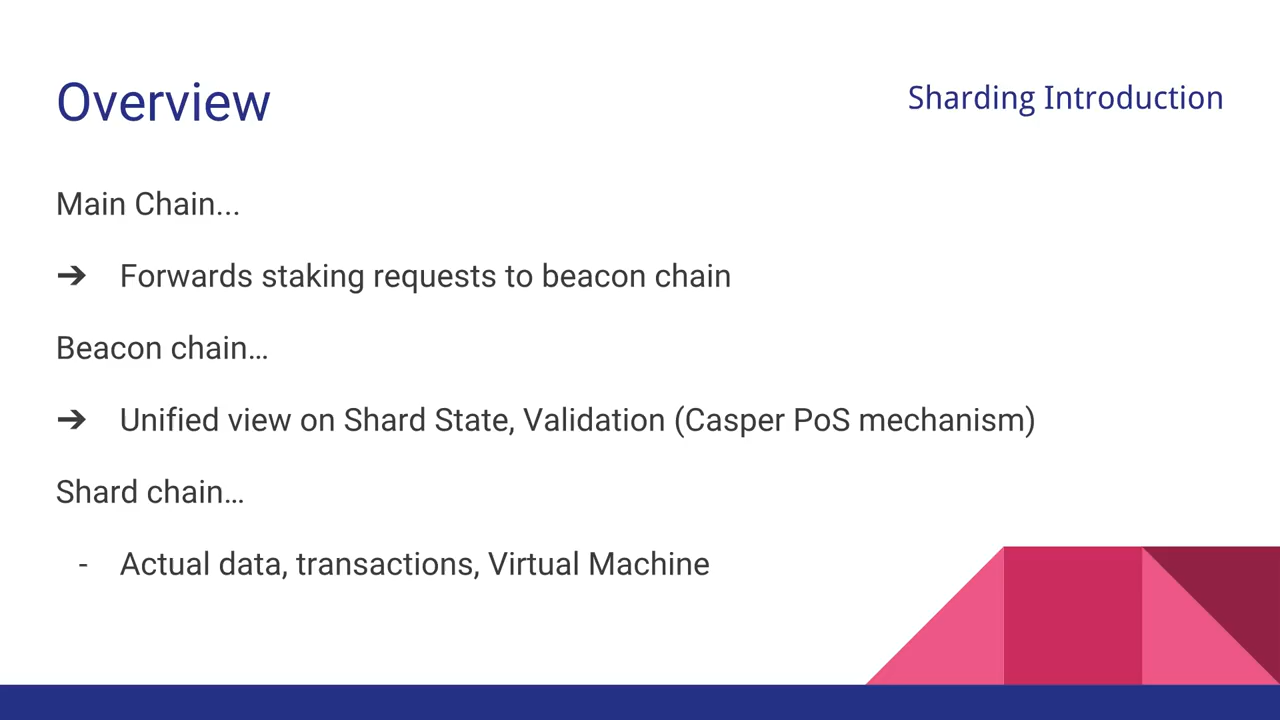 Overview
Sharding Introduction
Main Chain...
➔ Forwards staking requests to beacon chain
Beacon chain…
➔ Unified view on Shard State, Validation (Casper PoS mechanism)
Shard chain…
- Actual data, transactions, Virtual Machine